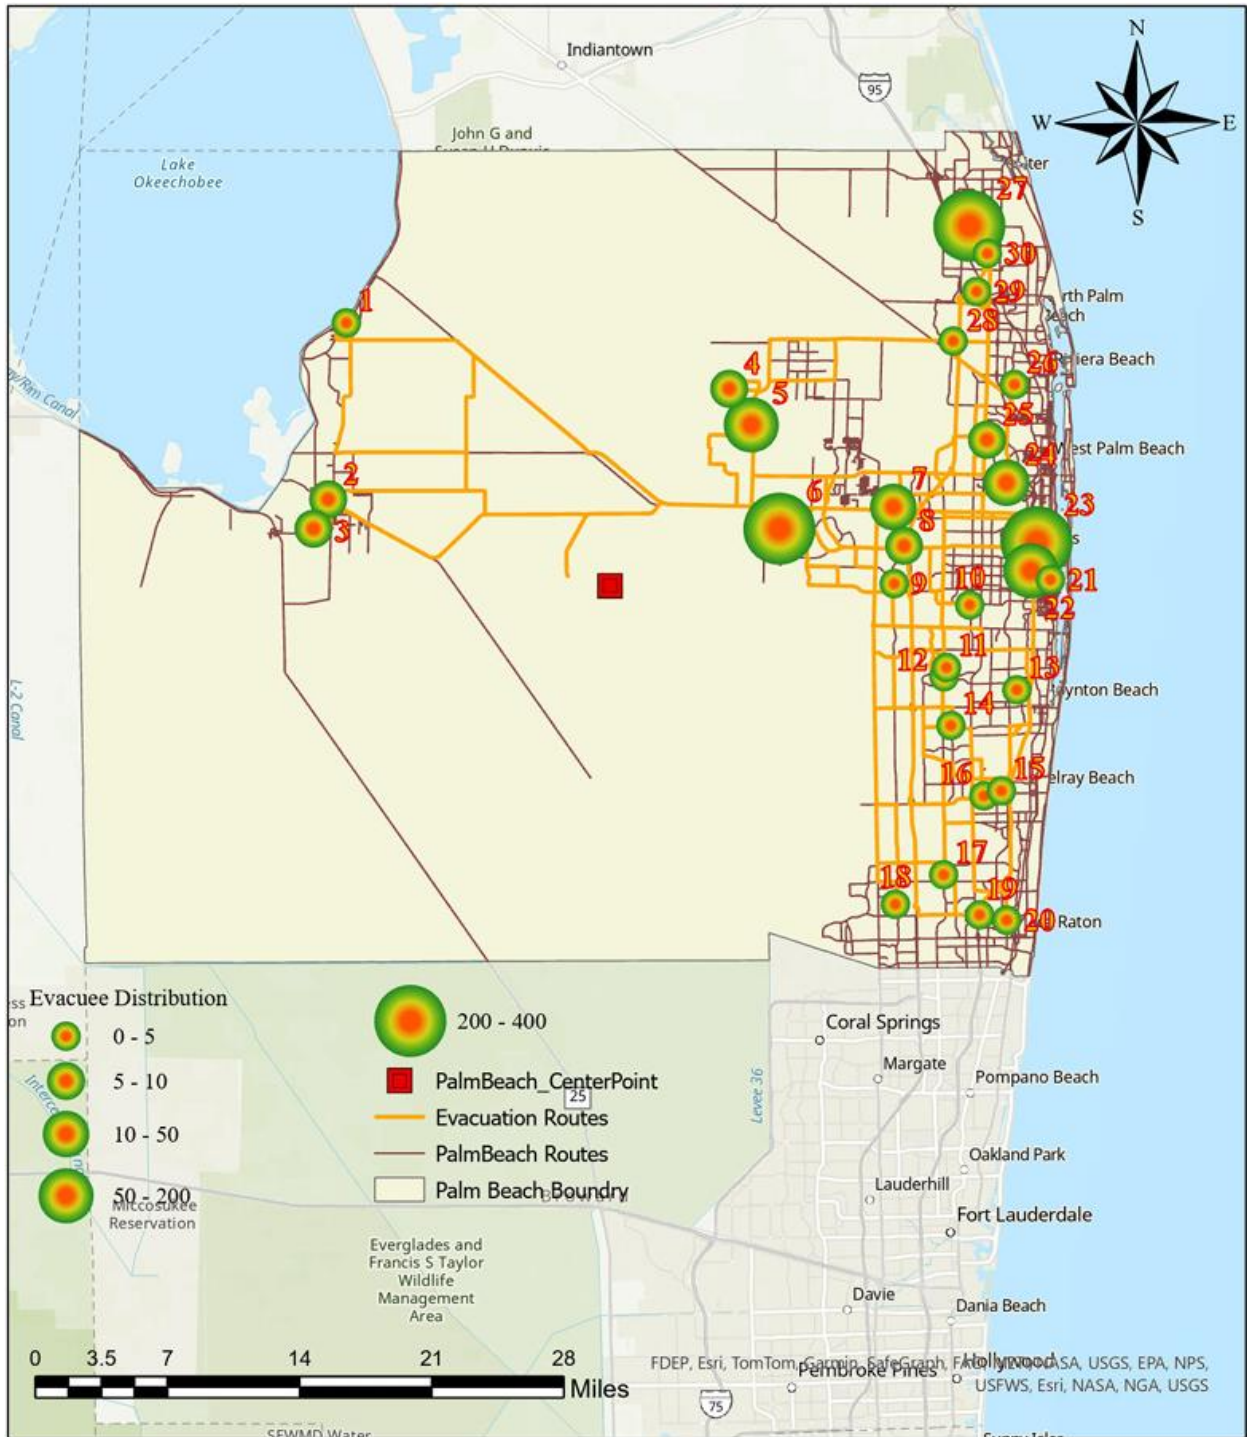 N
Indiantown
95
W
E
John G and
Lake
Okeechobee
S
27
30
29
rth Palm
1
28
4
26
Riviera Beach
5
25
24
West Palm Beach
Canal
2
6
7
23
3
8
9
10
21
22
11
12
13
oynton Beach
14
L-2 Canal
16
15
elray Beach
17
18
19
20
Raton
Evacuee Distribution
0 - 5
5 - 10
10 - 50
50 - 200
200 - 400
PalmBeach_CenterPoint
25
Evacuation Routes
PalmBeach Routes
Palm Beach Boundry
Miccosukee
Reservation
Coral Springs
Margate
Levee 36
Pompano Beach
Oakland Park
Lauderhill
Fort Lauderdale
Everglades and
Francis S Taylor
Wildlife
Management
Area
Davie
Dania Beach
0 3.5 7 14 21 28
Miles
FDEP, Esri, TomTom, Garmin, SafeGraph, NASA, USGS, EPA, NPS,
USFWS, Esri, NASA, NGA, USGS
Hollywood
Pembroke Pines
75
SFWMD Water